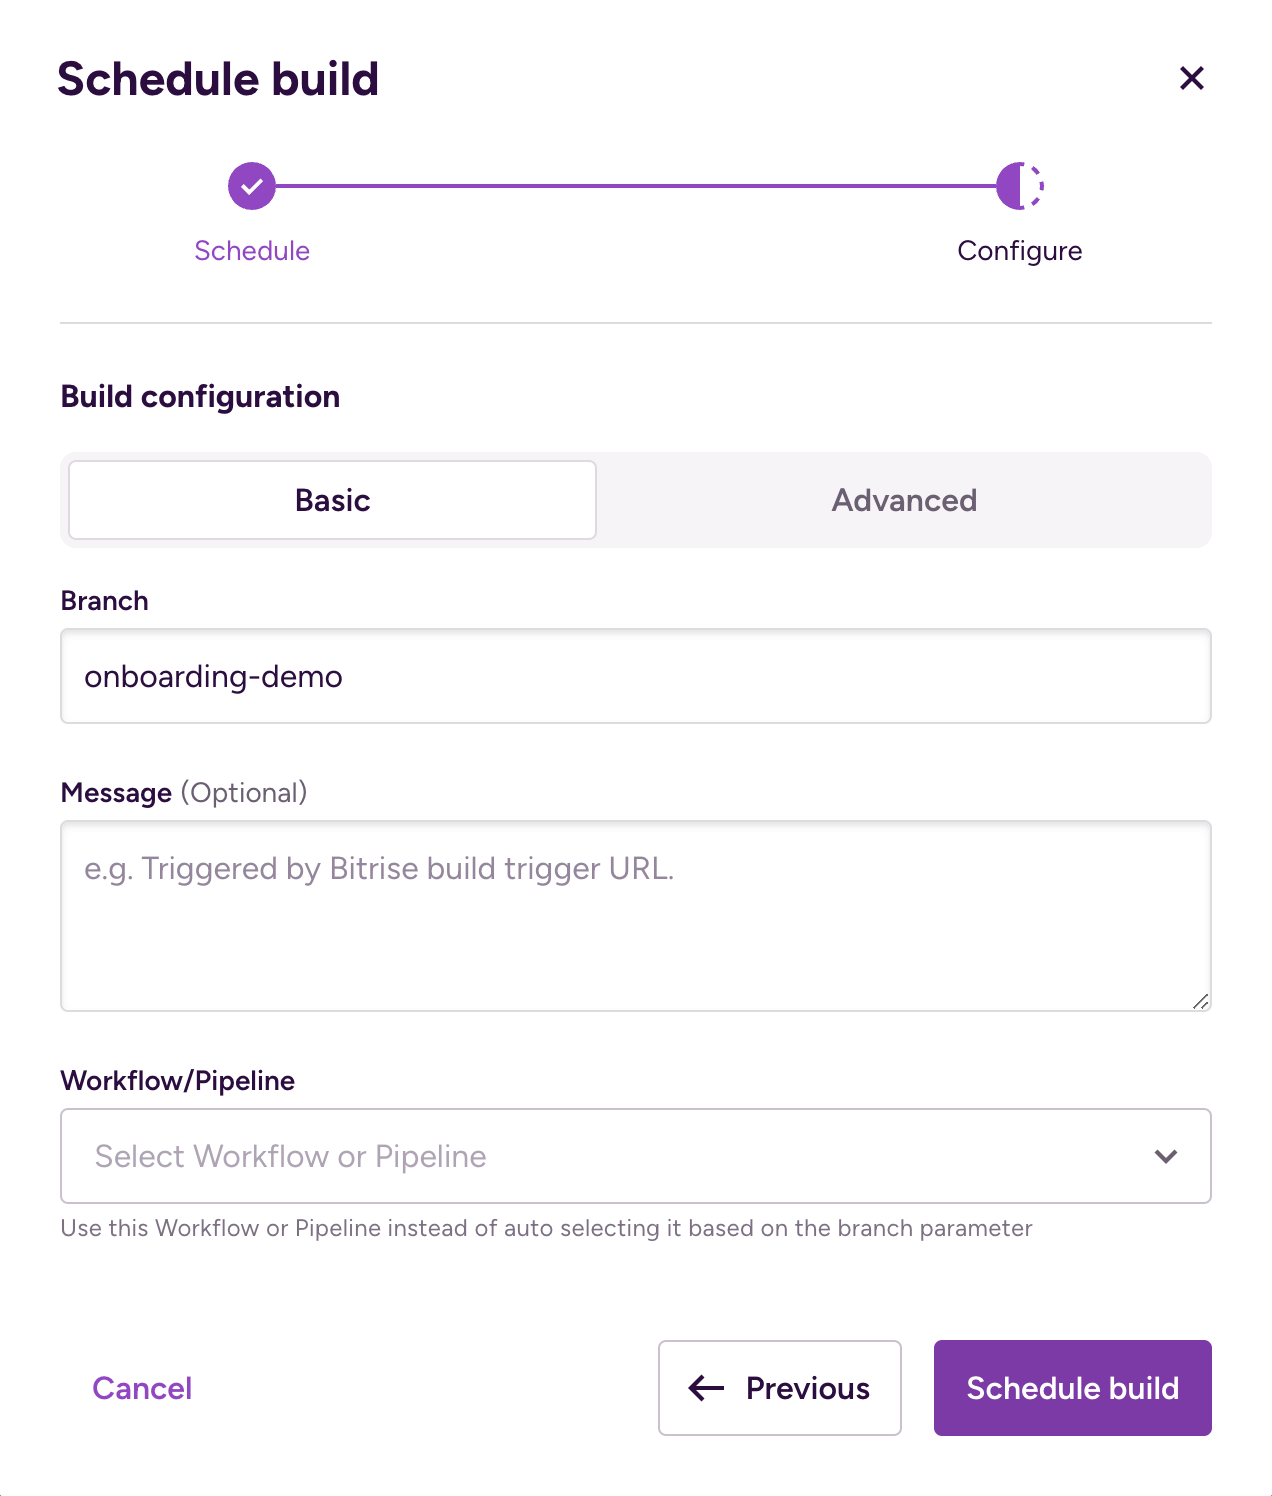 Schedule build
Schedule
Configure
Build configuration
Basic
Advanced
Branch
onboarding-demo
Message (Optional)
e.g. Triggered by Bitrise build trigger URL.
Workflow/Pipeline
Select Workflow or Pipeline
Use this Workflow or Pipeline instead of auto selecting it based on the branch parameter
Cancel
Previous
Schedule build